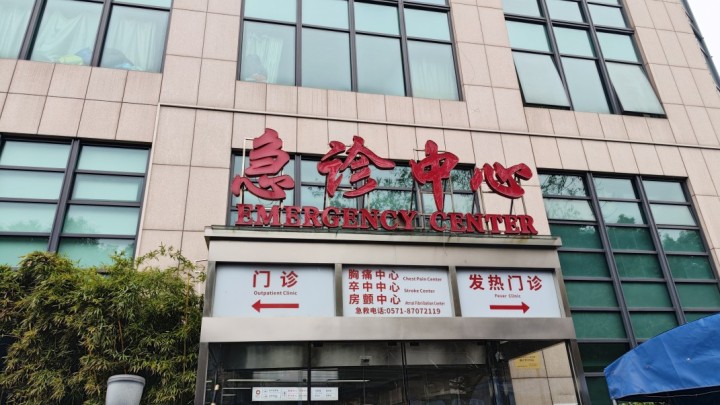 急诊中心
EMERGENCY CENTER
门诊
Outpatient Clinic
胸痛中心 Chest Pain Center
卒中中心 Stroke Center
房颤中心 Atrial Fibrillation Center
急救电话:0571-87072119
发热门诊
Fever Clinic